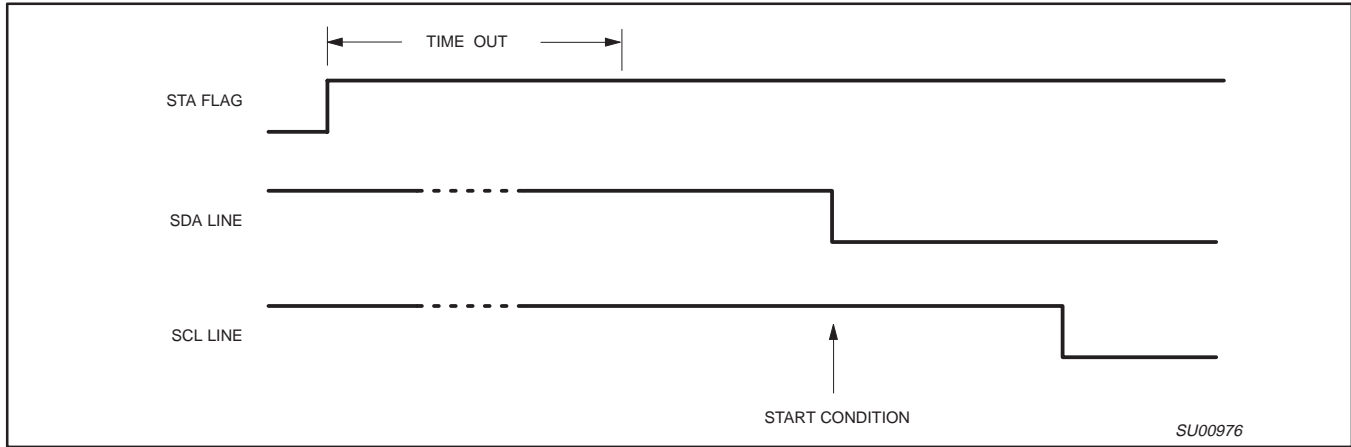 TIME OUT
STA FLAG
SDA LINE
SCL LINE
START CONDITION
SU00976